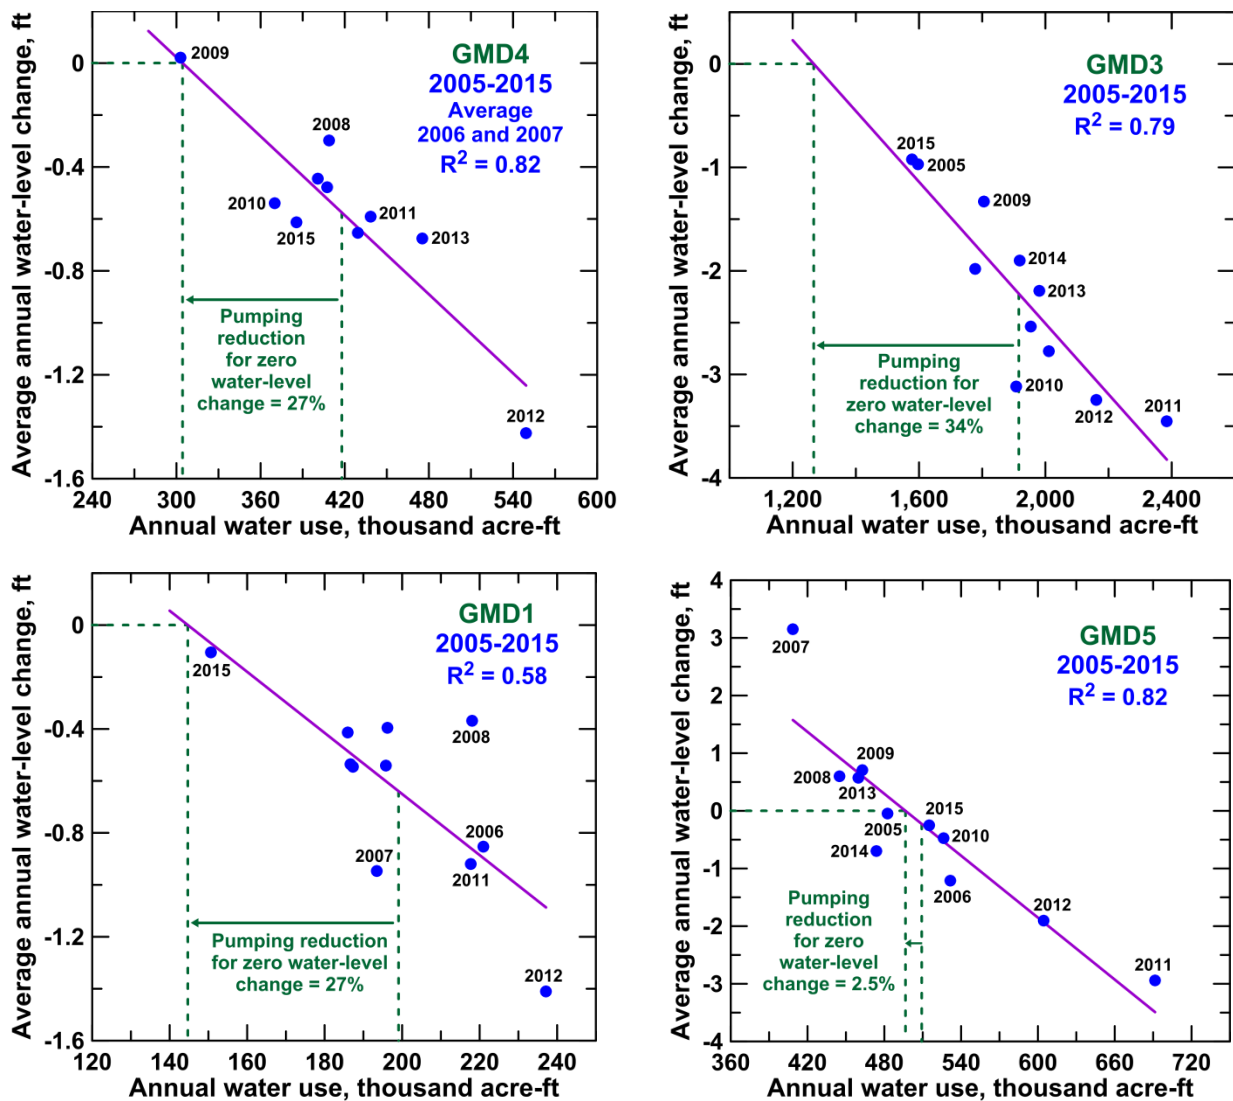 Average annual water-level change, ft
0
-0.4
-0.8
-1.2
-1.6
240
300
360
420
480
540
600
Annual water use, thousand acre-ft
GMD4
2005-2015
Average
2006 and 2007
R² = 0.82
2009
2008
2010
2011
2015
2013
2012
Pumping
reduction
for zero
water-level
change = 27%
Average annual water-level change, ft
0
-1
-2
-3
-4
1,200
1,600
2,000
2,400
Annual water use, thousand acre-ft
GMD3
2005-2015
R² = 0.79
2015
2005
2009
2014
2013
2010
2012
2011
Pumping
reduction for
zero water-level
change = 34%
Average annual water-level change, ft
0
-0.4
-0.8
-1.2
-1.6
120
140
160
180
200
220
240
Annual water use, thousand acre-ft
GMD1
2005-2015
R² = 0.58
2015
2008
2006
2007
2011
2012
Pumping reduction
for zero water-level
change = 27%
Average annual water-level change, ft
4
3
2
1
0
-1
-2
-3
-4
360
420
480
540
600
660
720
Annual water use, thousand acre-ft
GMD5
2005-2015
R² = 0.82
2007
2009
2008
2013
2015
2005
2010
2014
2006
2012
2011
Pumping
reduction
for zero
water-level
change = 2.5%